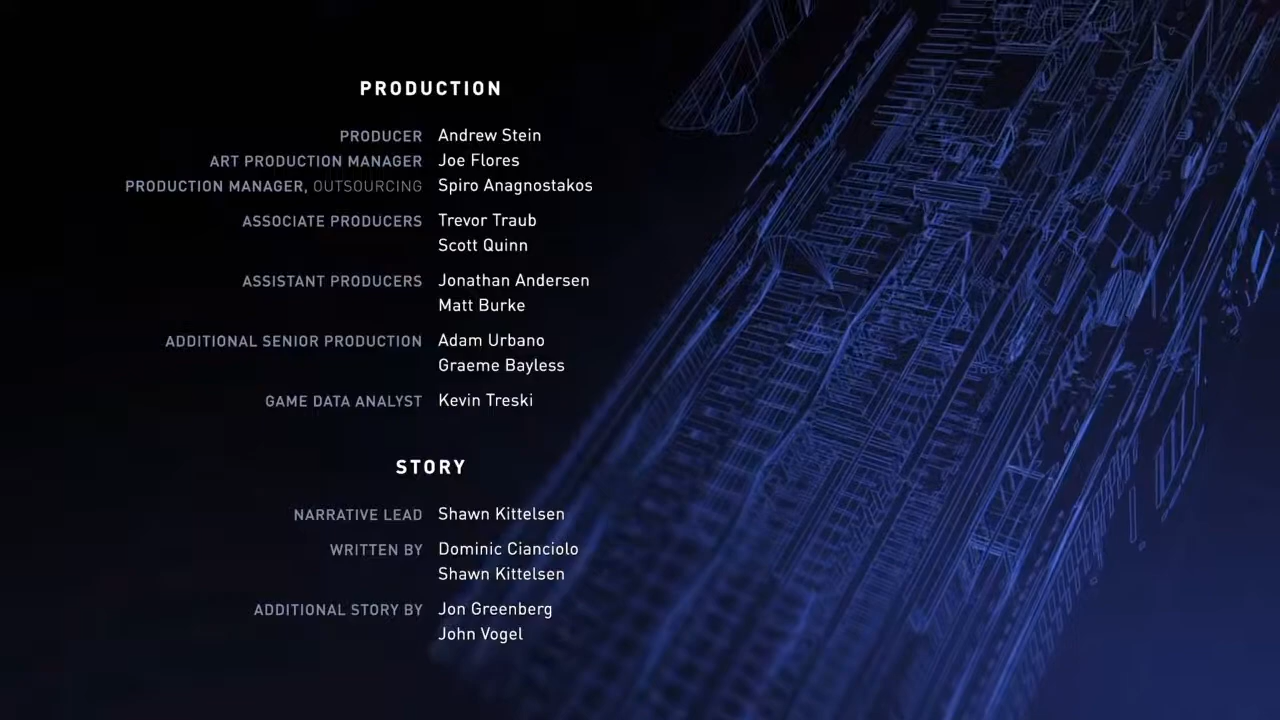 PRODUCTION
PRODUCER Andrew Stein
ART PRODUCTION MANAGER Joe Flores
PRODUCTION MANAGER, OUTSOURCING Spiro Anagnostakos
ASSOCIATE PRODUCERS Trevor Traub
Scott Quinn
ASSISTANT PRODUCERS Jonathan Andersen
Matt Burke
ADDITIONAL SENIOR PRODUCTION Adam Urbano
Graeme Bayless
GAME DATA ANALYST Kevin Treski
STORY
NARRATIVE LEAD Shawn Kittelsen
WRITTEN BY Dominic Cianciolo
Shawn Kittelsen
ADDITIONAL STORY BY Jon Greenberg
John Vogel